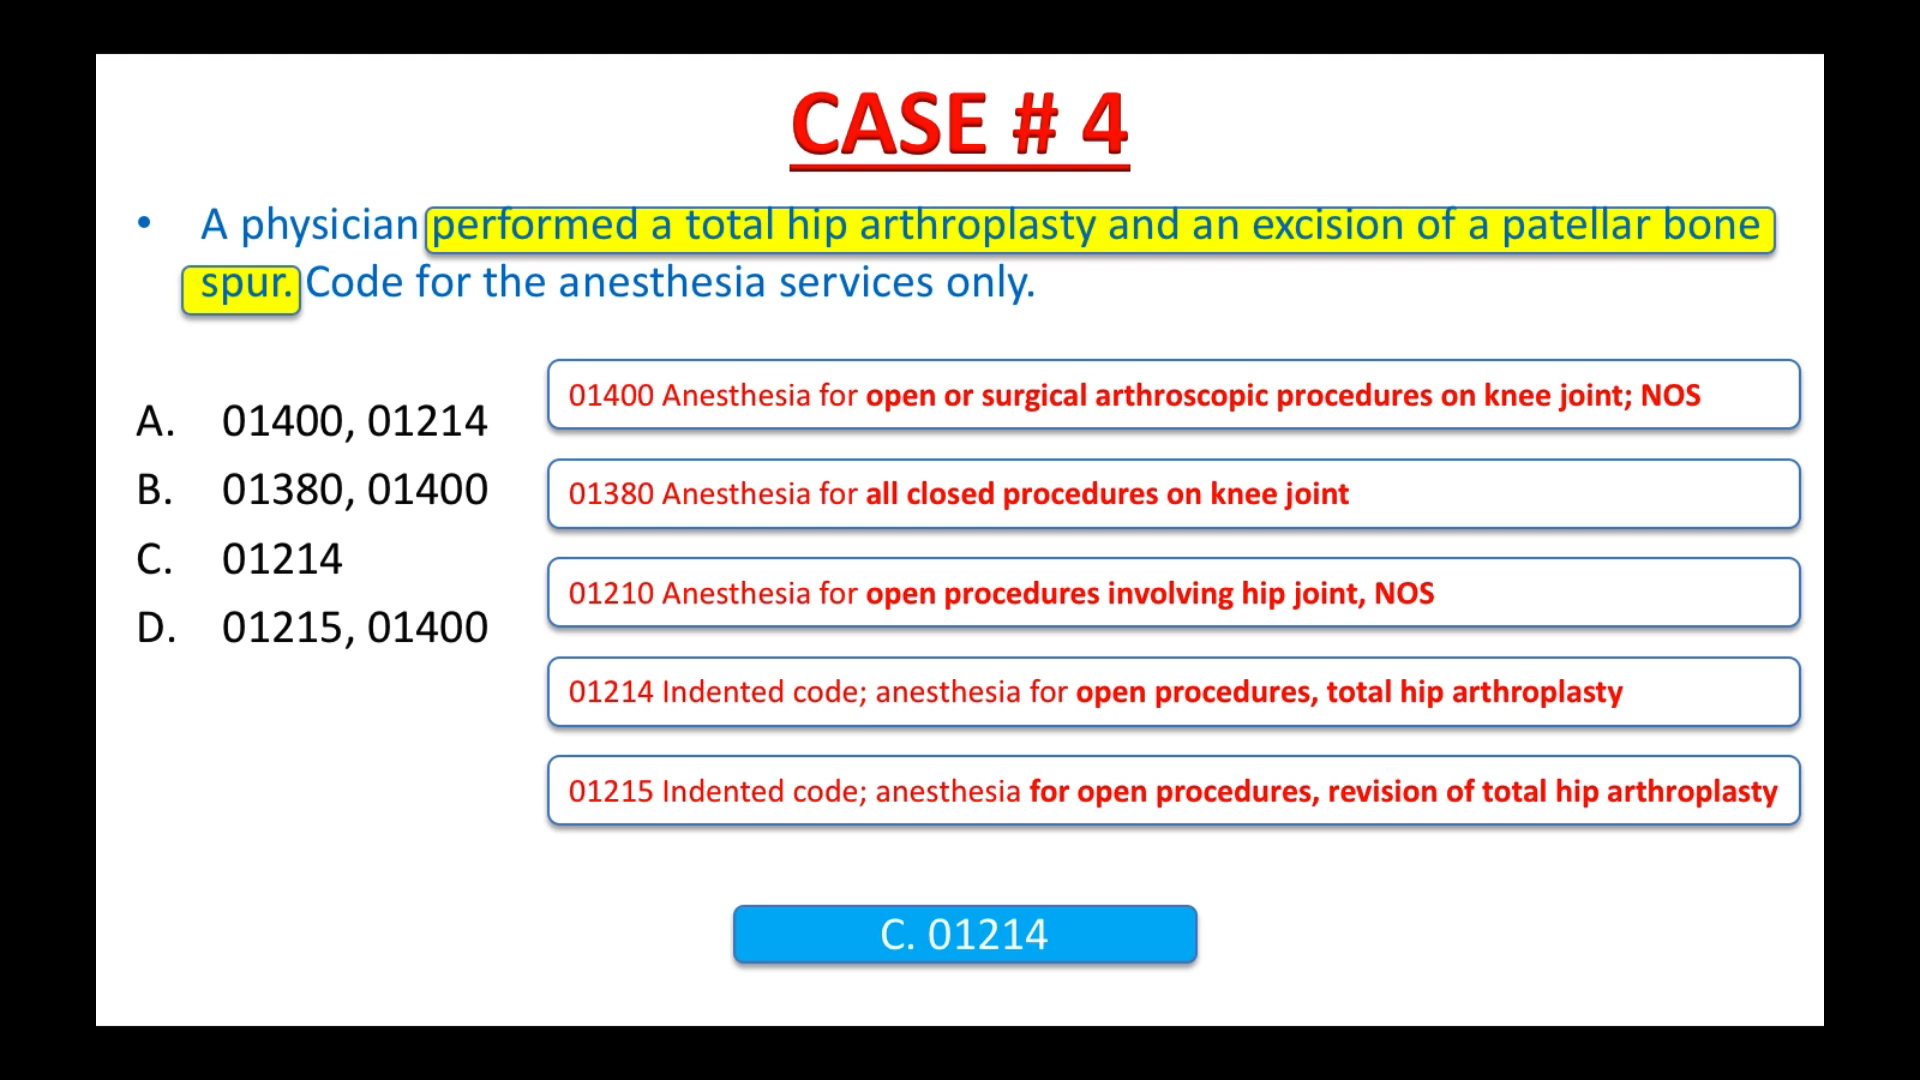 CASE # 4
• A physician performed a total hip arthroplasty and an excision of a patellar bone
spur. Code for the anesthesia services only.
A. 01400, 01214
B. 01380, 01400
C. 01214
D. 01215, 01400
01400 Anesthesia for open or surgical arthroscopic procedures on knee joint; NOS
01380 Anesthesia for all closed procedures on knee joint
01210 Anesthesia for open procedures involving hip joint, NOS
01214 Indented code; anesthesia for open procedures, total hip arthroplasty
01215 Indented code; anesthesia for open procedures, revision of total hip arthroplasty
C. 01214